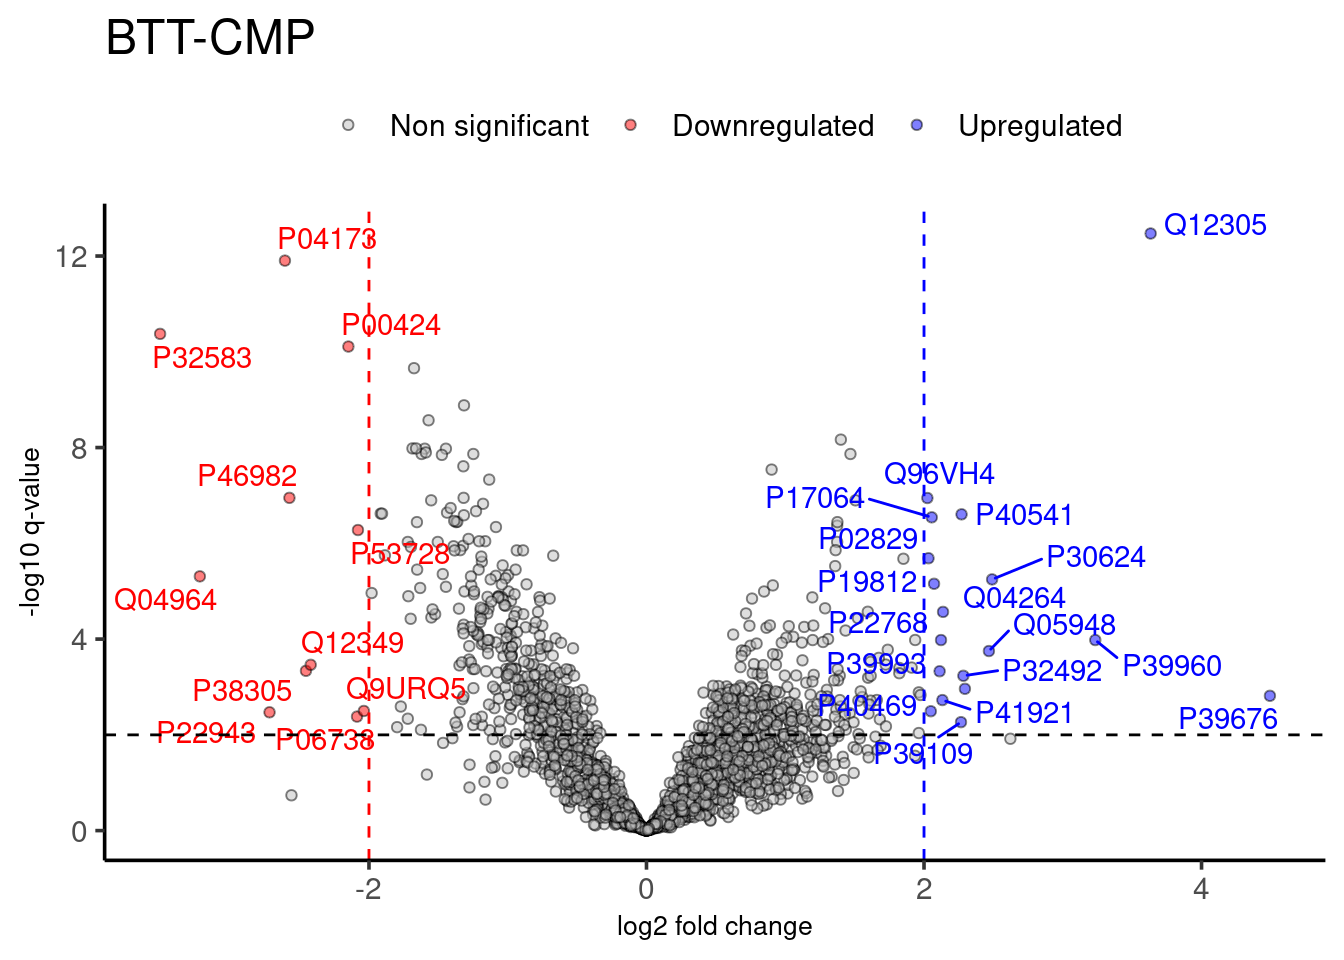 BTT-CMP
Non significant Downregulated Upregulated
Q12305
P04173
12
P00424
P32583
8
Q96VH4
P46982
P17064
P40541
P02829
P53728
P30624
P19812
Q04964
Q04264
P22768
Q05948
4
Q12349
P39993
P39960
P32492
Q9URQ5
P38305
P40469
P41921
P39676
P22943
P06738
P39109
0
-2 0 2 4
log2 fold change
-log10 q-value